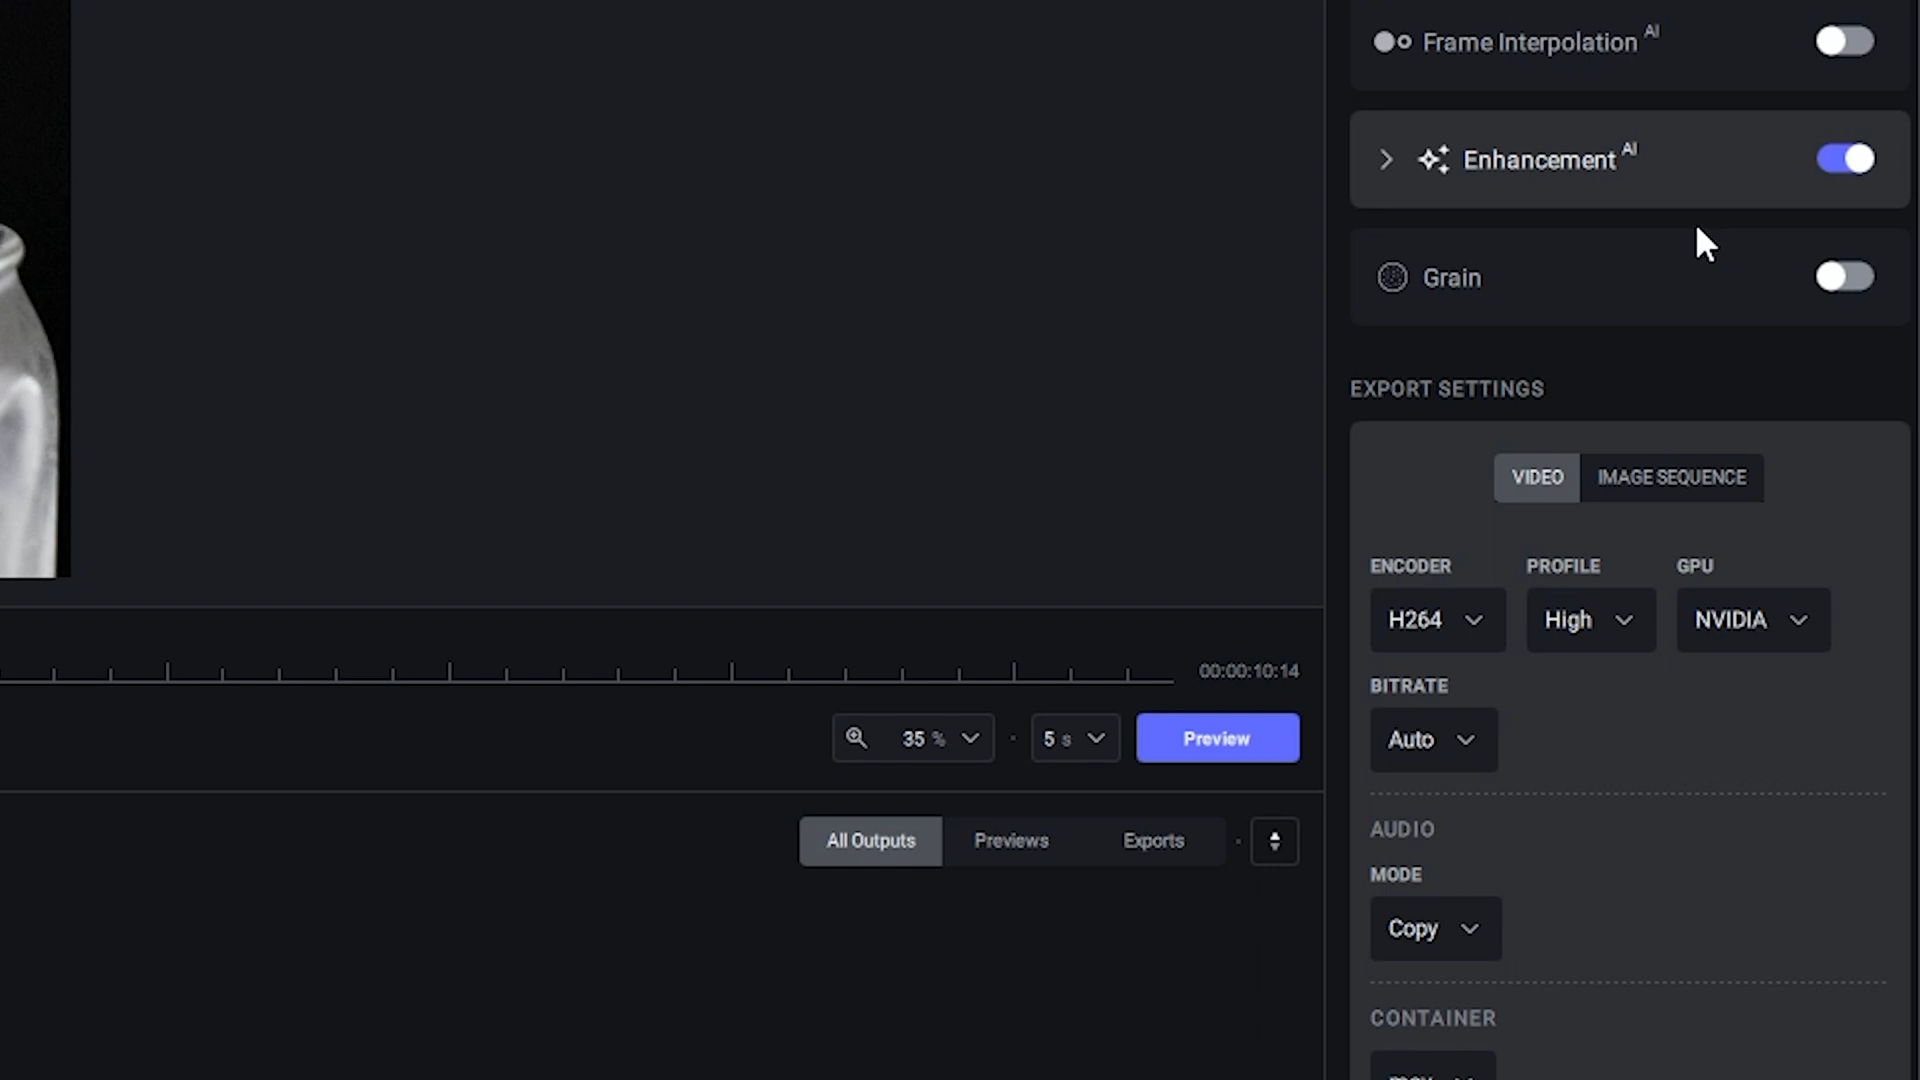 Frame Interpolation AI
Enhancement AI
Grain
EXPORT SETTINGS
VIDEO IMAGE SEQUENCE
ENCODER PROFILE GPU
H264 High NVIDIA
BITRATE
Auto
AUDIO
MODE
Copy
CONTAINER
00:00:10:14
35 % 5 s Preview
All Outputs Previews Exports